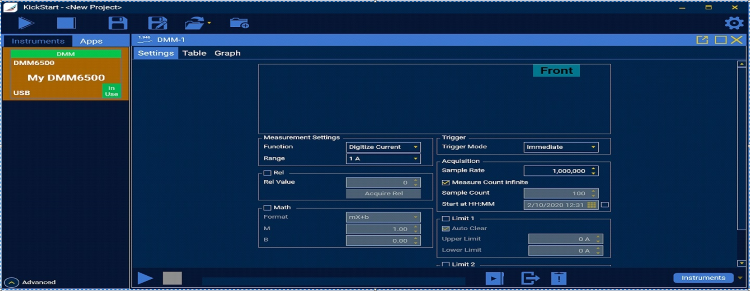 KickStart - <New Project>
Instruments Apps
DMM
DMM6500
My DMM6500
USB
In Use
DMM-1
Settings Table Graph
Front
Measurement Settings
Function Digitize Current
Range 1 A
Rel
Rel Value 0
Acquire Rel
Math
Format mX+b
M 1.00
B 0.00
Trigger
Trigger Mode Immediate
Acquisition
Sample Rate 1,000,000
Measure Count Infinite
Sample Count 100
Start at HH:MM 2/10/2020 12:31
Limit 1
Auto Clear
Upper Limit 0 A
Lower Limit 0 A
Limit 2
Advanced
Instruments